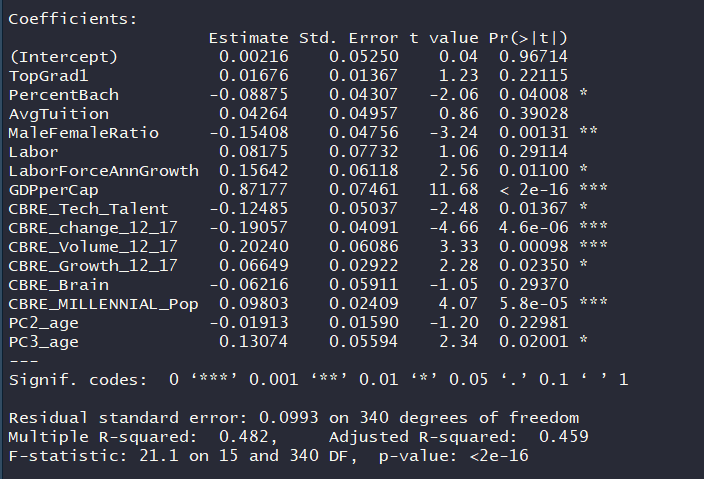 Coefficients:
                    Estimate Std. Error t value Pr(>|t|)
(Intercept)          0.00216    0.05250    0.04  0.96714
TopGrad1             0.01676    0.01367    1.23  0.22115
PercentBach         -0.08875    0.04307   -2.06  0.04008 *
AvgTuition           0.04264    0.04957    0.86  0.39028
MaleFemaleRatio     -0.15408    0.04756   -3.24  0.00131 **
Labor                0.08175    0.07732    1.06  0.29114
LaborForceAnnGrowth  0.15642    0.06118    2.56  0.01100 *
GDPperCap            0.87177    0.07461   11.68  < 2e-16 ***
CBRE_Tech_Talent    -0.12485    0.05037   -2.48  0.01367 *
CBRE_change_12_17   -0.19057    0.04091   -4.66  4.6e-06 ***
CBRE_Volume_12_17    0.20240    0.06086    3.33  0.00098 ***
CBRE_Growth_12_17    0.06649    0.02922    2.28  0.02350 *
CBRE_Brain          -0.06216    0.05911   -1.05  0.29370
CBRE_MILLENNIAL_Pop  0.09803    0.02409    4.07  5.8e-05 ***
PC2_age             -0.01913    0.01590   -1.20  0.22981
PC3_age              0.13074    0.05594    2.34  0.02001 *
---
Signif. codes:  0 ‘***’ 0.001 ‘**’ 0.01 ‘*’ 0.05 ‘.’ 0.1 ‘ ’ 1
Residual standard error: 0.0993 on 340 degrees of freedom
Multiple R-squared:  0.482,     Adjusted R-squared:  0.459
F-statistic: 21.1 on 15 and 340 DF,  p-value: <2e-16